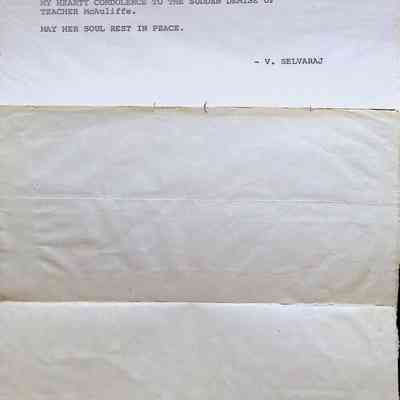 MY HEARTY CONDOLENCE TO THE SUDDEN DEMISE OF
TEACHER McAuliffe.
MAY HER SOUL REST IN PEACE.
- V. SELVARAJ